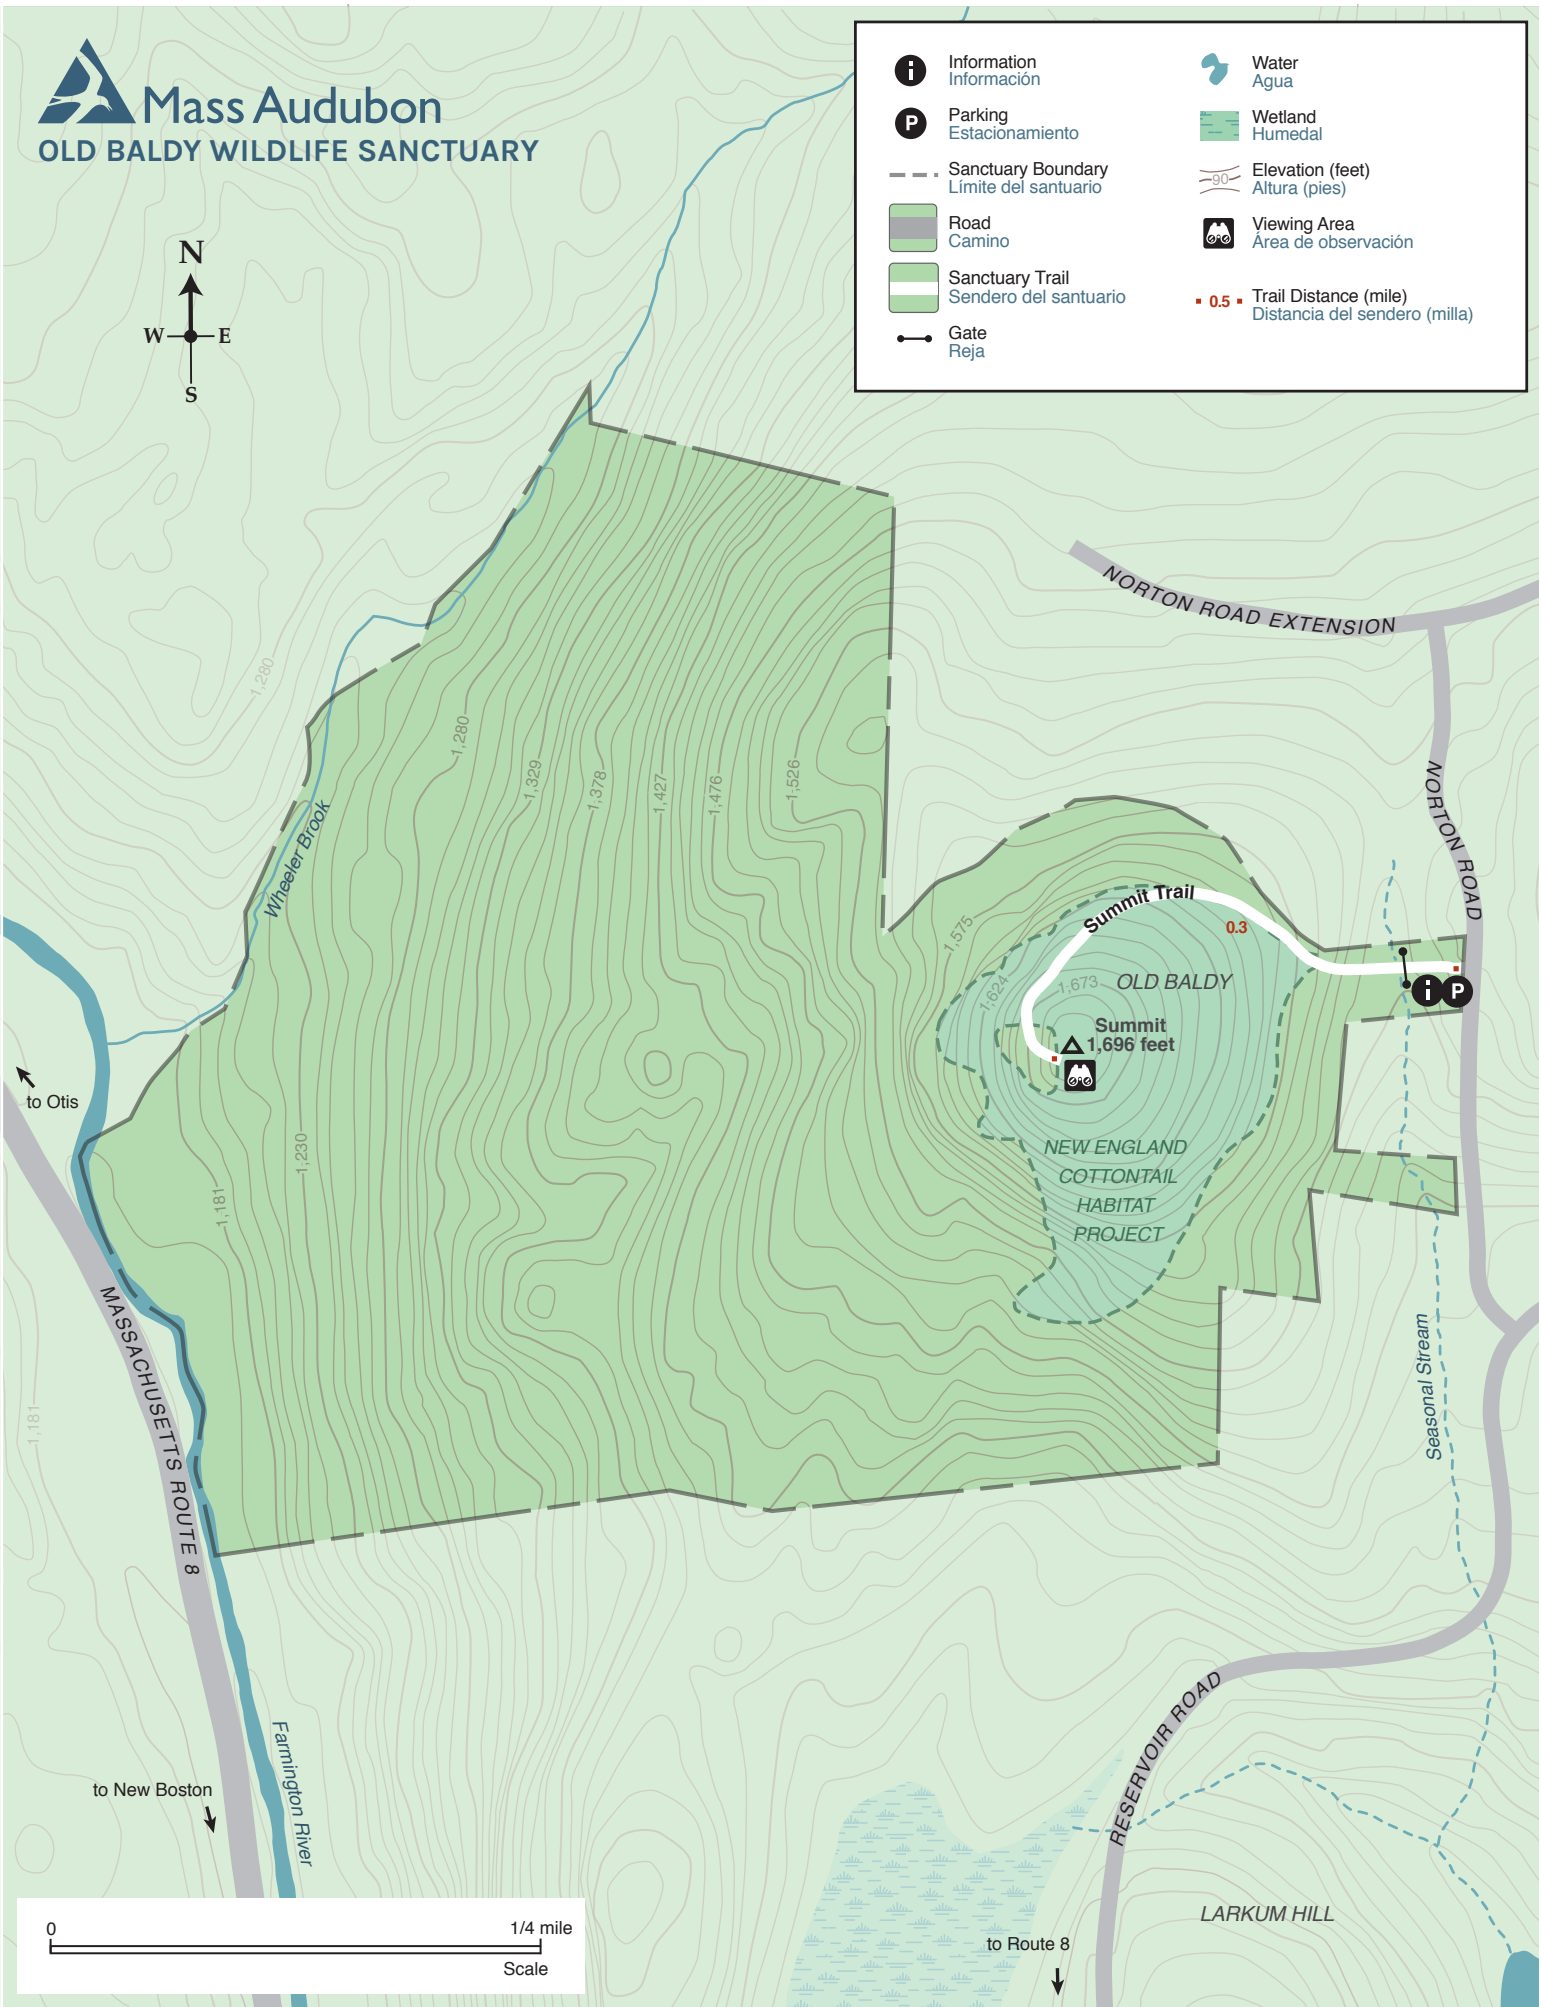 Mass Audubon
OLD BALDY WILDLIFE SANCTUARY
N
W E
S
i
Information
Información
P
Parking
Estacionamiento
Sanctuary Boundary
Límite del santuario
Road
Camino
Sanctuary Trail
Sendero del santuario
Gate
Reja
Water
Agua
Wetland
Humedal
90
Elevation (feet)
Altura (pies)
Viewing Area
Área de observación
0.5
Trail Distance (mile)
Distancia del sendero (milla)
NORTON ROAD EXTENSION
NORTON ROAD
1,280
1,280
1,329
1,378
1,427
1,476
1,526
Wheeler Brook
Summit Trail
0.3
1,575
1,624
1,673
OLD BALDY
i
P
Summit
1,696 feet
to Otis
1,230
1,181
NEW ENGLAND
COTTONTAIL
HABITAT
PROJECT
MASSACHUSETTS ROUTE 8
1,181
Seasonal Stream
RESERVOIR ROAD
Farmington River
to New Boston
LARKUM HILL
to Route 8
0 1/4 mile
Scale